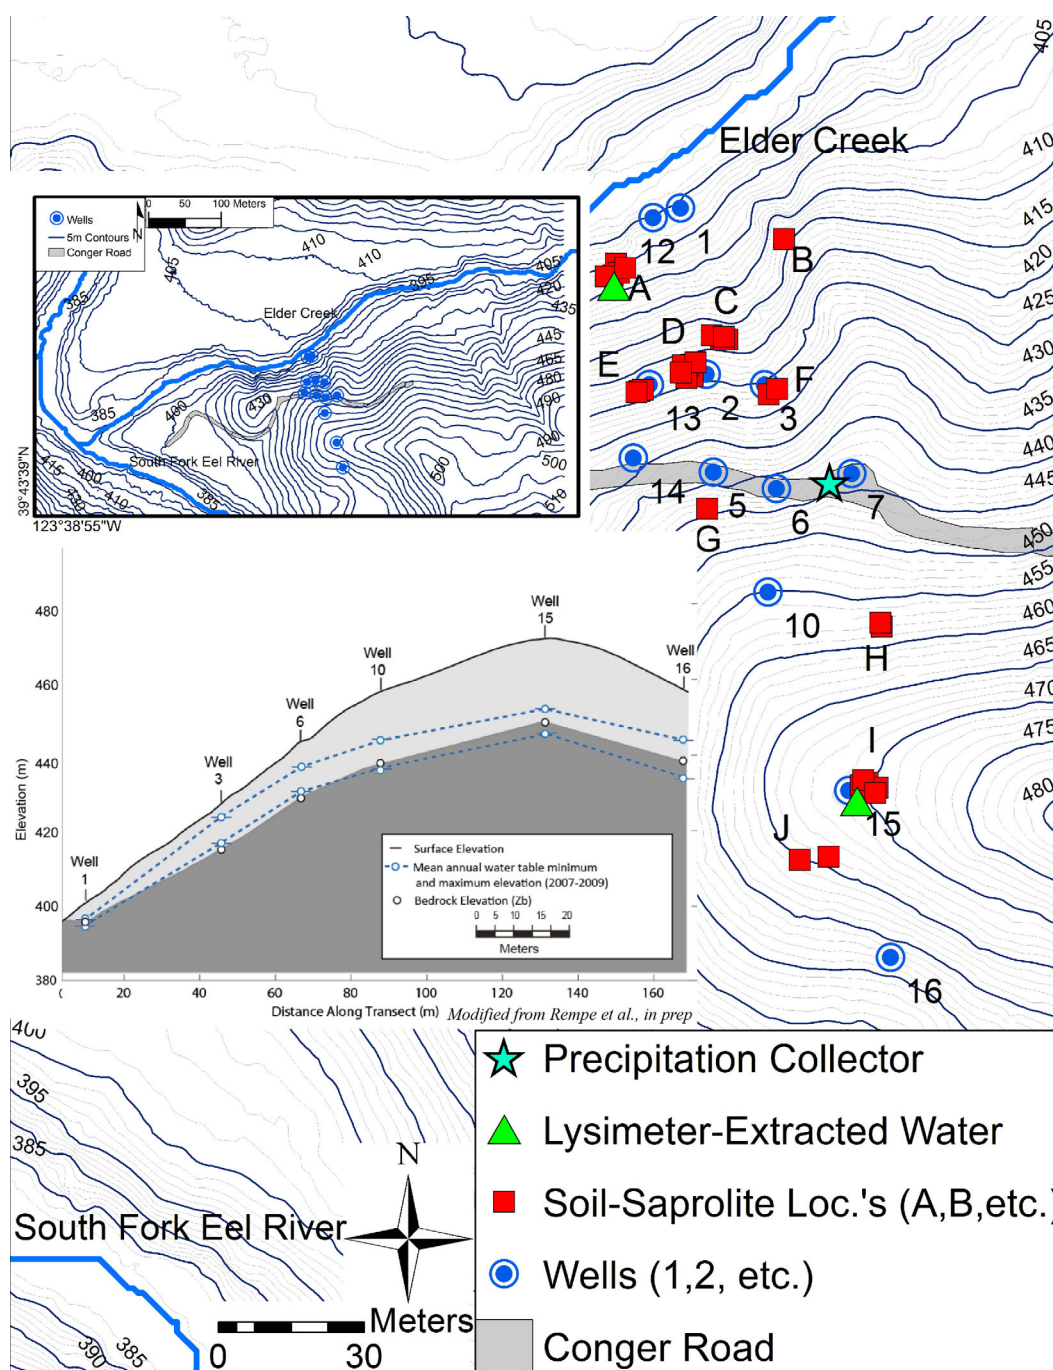 405
Elder Creek
410
415
420
425
430
435
440
445
450
455
460
465
470
475
480
12
1
B
A
C
D
E
F
13
2
3
14
5
6
7
G
10
H
I
15
J
16
0 50 100 Meters
Wells
5m Contours
Conger Road
N
410
405
395
405
420
435
385
Elder Creek
445
465
480
490
400
430
385
490
South Fork Eel River
500
500
415
400
410
430
385
510
39°43'39"N
123°38'55"W
480
460
440
420
400
380
Elevation (m)
Well
15
Well
10
Well
16
Well
6
Well
3
Well
1
Surface Elevation
Mean annual water table minimum
and maximum elevation (2007-2009)
Bedrock Elevation (Zb)
0 5 10 15 20
Meters
20 40 60 80 100 120 140 160
Distance Along Transect (m)
Modified from Rempe et al., in prep
400
395
385
South Fork Eel River
N
Meters
0 30
390
385
Precipitation Collector
Lysimeter-Extracted Water
Soil-Saprolite Loc.'s (A,B,etc.)
Wells (1,2, etc.)
Conger Road